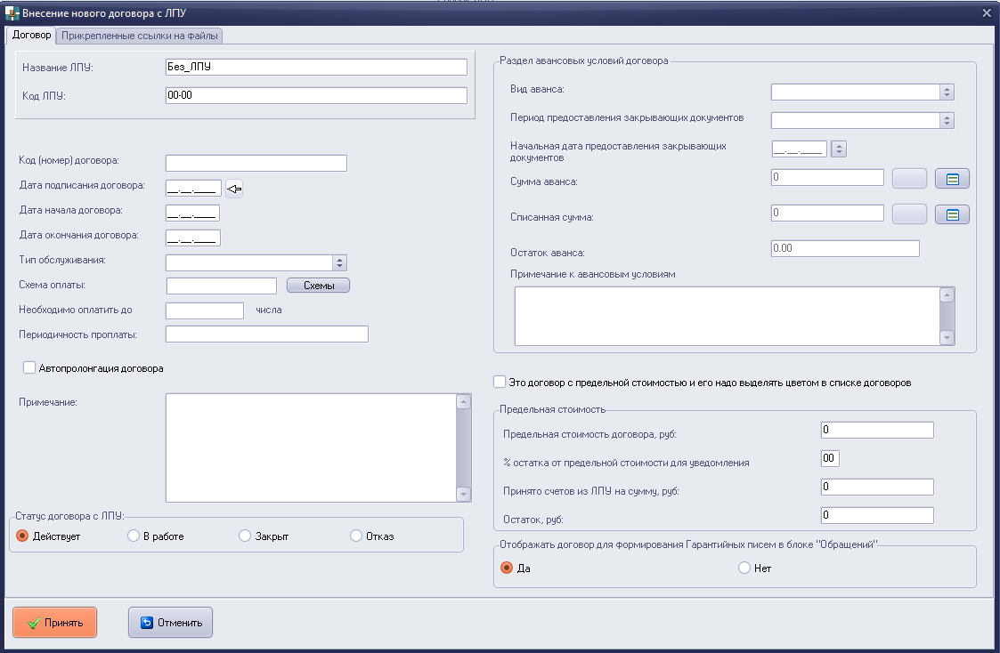 Внесение нового договора с ЛПУ
Договор
Прикрепленные ссылки на файлы
Название ЛПУ:
Без_ЛПУ
Код ЛПУ:
00-00
Код (номер) договора:
Дата подписания договора:
__.__.____
Дата начала договора:
__.__.____
Дата окончания договора:
__.__.____
Тип обслуживания:
Схема оплаты:
Схемы
Необходимо оплатить до
числа
Периодичность проплаты:
Автопролонгация договора
Примечание:
Статус договора с ЛПУ:
Действует
В работе
Закрыт
Отказ
Раздел авансовых условий договора
Вид аванса:
Период предоставления закрывающих документов
Начальная дата предоставления закрывающих
документов
__.__.____
Сумма аванса:
0
Списанная сумма:
0
Остаток аванса:
0.00
Примечание к авансовым условиям
Это договор с предельной стоимостью и его надо выделять цветом в списке договоров
Предельная стоимость
Предельная стоимость договора, руб:
0
% остатка от предельной стоимости для уведомления
00
Принято счетов из ЛПУ на сумму, руб:
0
Остаток, руб:
0
Отображать договор для формирования Гарантийных писем в блоке "Обращений"
Да
Нет
Принять
Отменить